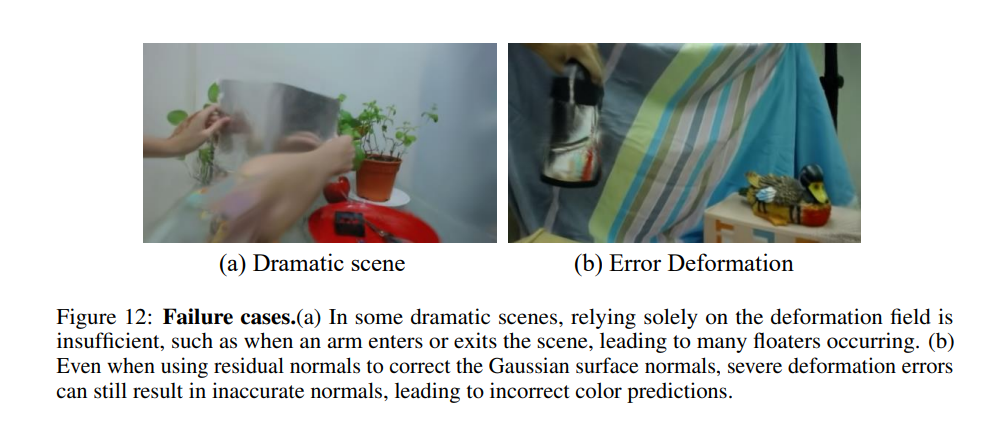 (a) Dramatic scene
(b) Error Deformation
Figure 12: Failure cases.(a) In some dramatic scenes, relying solely on the deformation field is
insufficient, such as when an arm enters or exits the scene, leading to many floaters occurring. (b)
Even when using residual normals to correct the Gaussian surface normals, severe deformation errors
can still result in inaccurate normals, leading to incorrect color predictions.